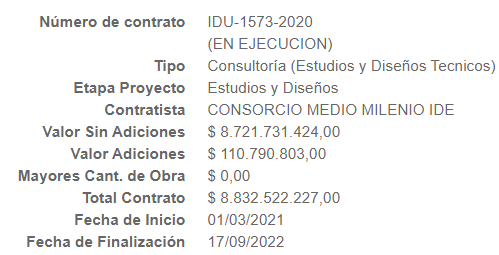 Número de contrato IDU-1573-2020
(EN EJECUCION)
Tipo Consultoría (Estudios y Diseños Tecnicos)
Etapa Proyecto Estudios y Diseños
Contratista CONSORCIO MEDIO MILENIO IDE
Valor Sin Adiciones $ 8.721.731.424,00
Valor Adiciones $ 110.790.803,00
Mayores Cant. de Obra $ 0,00
Total Contrato $ 8.832.522.227,00
Fecha de Inicio 01/03/2021
Fecha de Finalización 17/09/2022